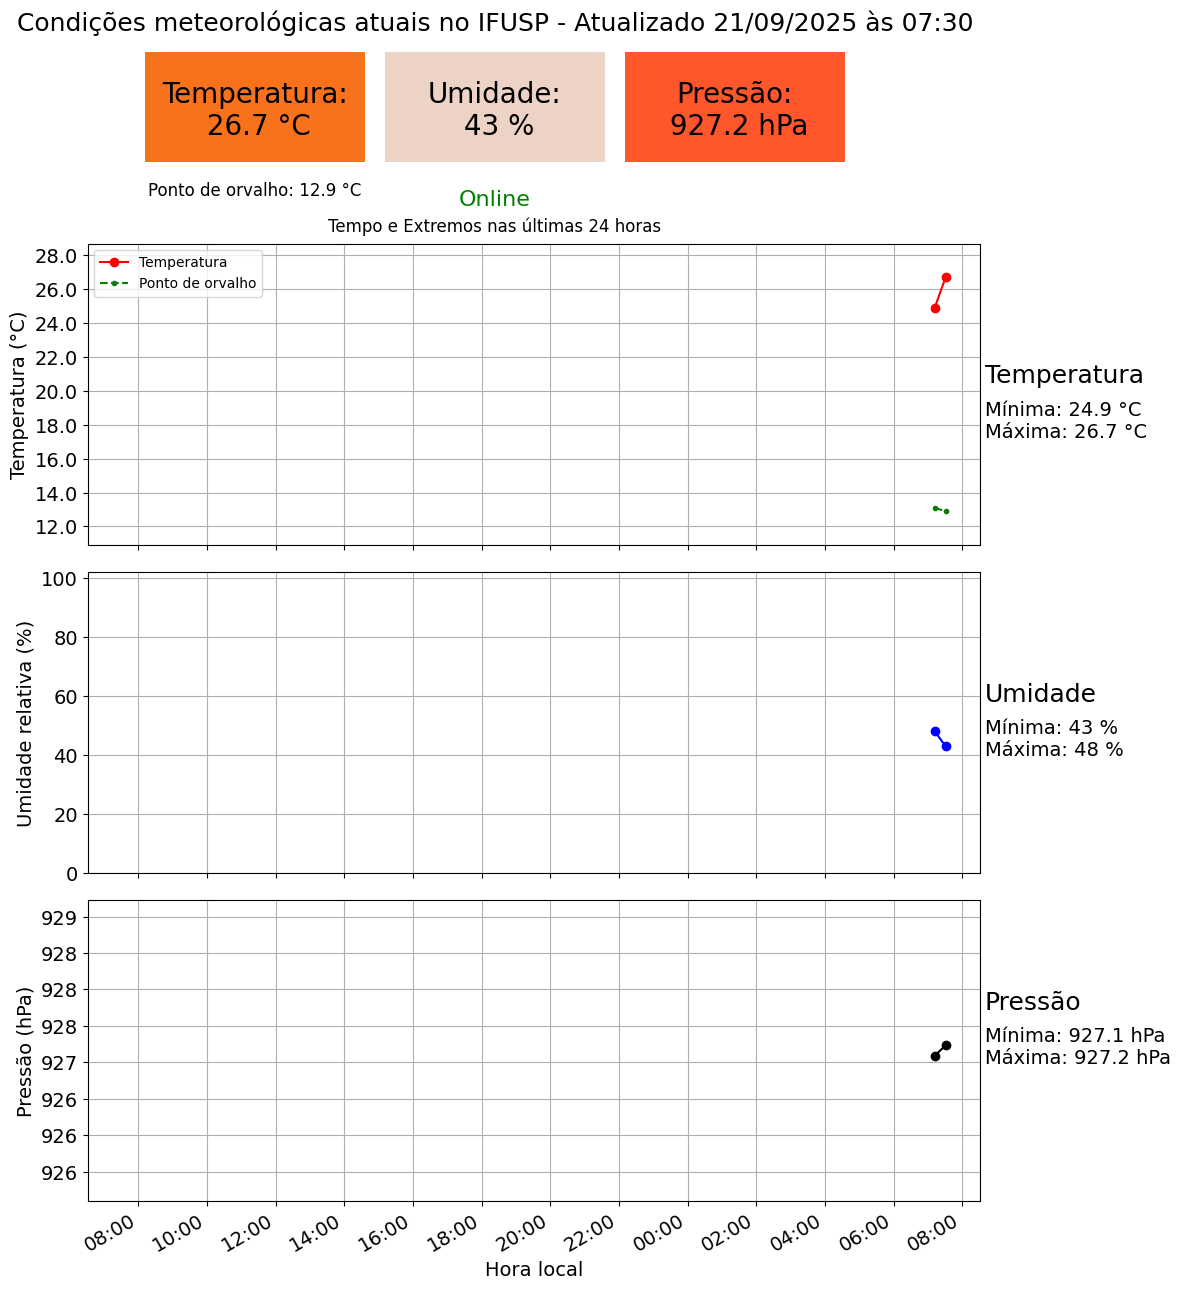 Condições meteorológicas atuais no IFUSP - Atualizado 21/09/2025 às 07:30
Temperatura:
26.7 °C
Umidade:
43 %
Pressão:
927.2 hPa
Ponto de orvalho: 12.9 °C
Online
Tempo e Extremos nas últimas 24 horas
Temperatura (°C)
28.0
26.0
24.0
22.0
20.0
18.0
16.0
14.0
12.0
Temperatura
Ponto de orvalho
Temperatura
Mínima: 24.9 °C
Máxima: 26.7 °C
Umidade relativa (%)
100
80
60
40
20
0
Umidade
Mínima: 43 %
Máxima: 48 %
Pressão (hPa)
929
928
928
928
927
926
926
926
Pressão
Mínima: 927.1 hPa
Máxima: 927.2 hPa
08:00 10:00 12:00 14:00 16:00 18:00 20:00 22:00 00:00 02:00 04:00 06:00 08:00
Hora local